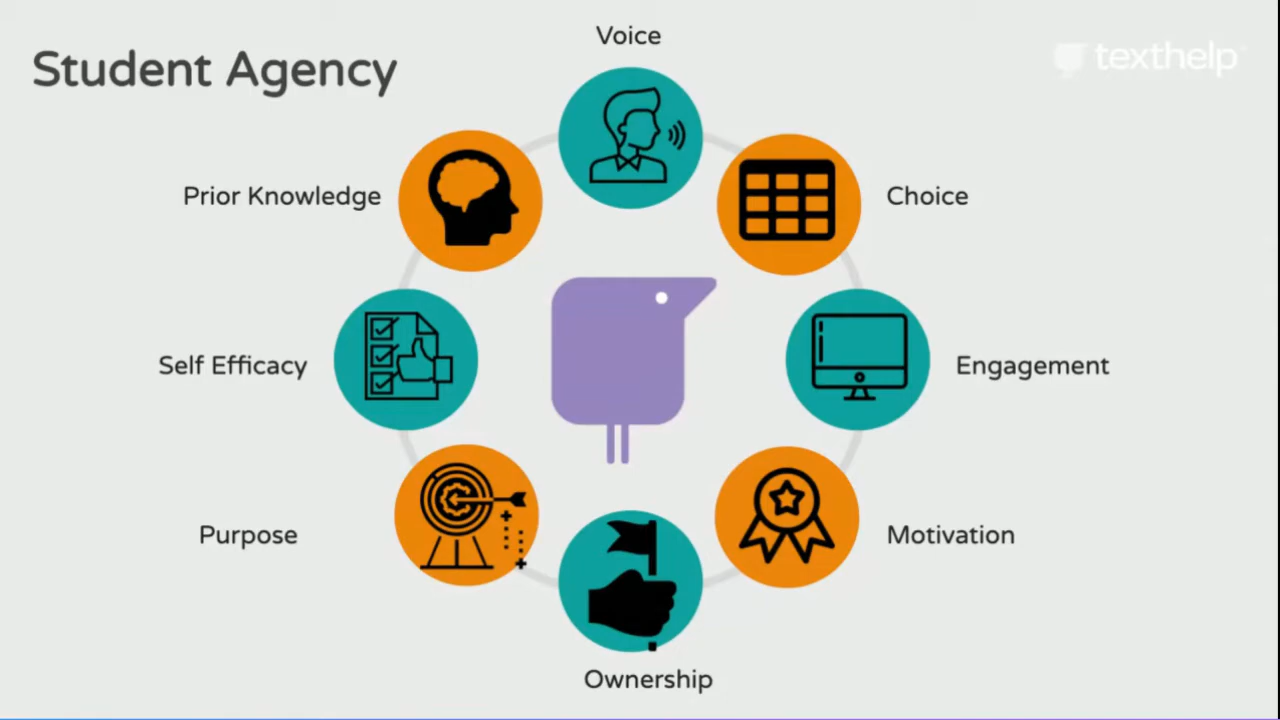 Student Agency
texthelp
Voice
Prior Knowledge
Choice
Self Efficacy
Engagement
Purpose
Motivation
Ownership